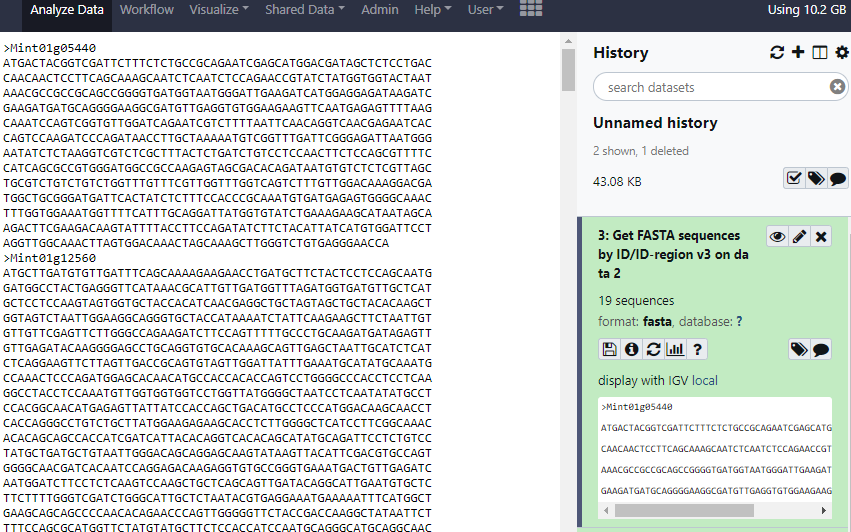 Analyze Data Workflow Visualize Shared Data Admin Help User Using 10.2 GB
>Mint01g05440
ATGACTACGGTCGATTCTTTCTCTGCCGCAGAATCGAGCATGGACGATAGCTCTCCTGAC
CAACAACTCCTTCAGCAAAGCAATCTCAATCTCCAGAACCGTATCTATGGTGGTACTAAT
AAACGCCGCCGCAGCCGGGGTGATGGTAATGGGATTGAAGATCATGGAGGAGATAAGATC
GAAGATGATGCAGGGGAAGGCGATGTTGAGGTGTGGAAGAAGTTCAATGAGAGTTTTAAG
CAAATCCAGTCGGTGTTGGATCAGAATCGTCTTTTAATTCAACAGGTCAACGAGAATCAC
CAGTCCAAGATCCCAGATAACCTTGCTAAAAATGTCGGTTTGATTCGGGAGATTAATGGG
AATATCTCTAAGGTCGTCTCGCTTTACTCTGATCTGTCCTCCAACTTCTCCAGCGTTTTC
CATCAGCGCCGTGGGATGGCCGCCAAGAGTAGCGACACAGATAATGTGTCTCTCGTTAGC
TGCGTCTGTCTGTCTGGTTTGTTTCGTTGGTTTGGTCAGTCTTTGTTGGACAAAGGACGA
TGGCTGCGGGATGATTCACTATCTCTTTCCACCCGCAAATGTGATGAGAGTGGGGCAAAC
TTTGGTGGAAATGGTTTTCATTTGCAGGATTATGGTGTATCTGAAAGAAGCATAATAGCA
AGACTTCGAAGACAAGTATTTTACCTTCCAGATATCTTCTACATTATCATGTGGATTCCT
AGGTTGGCAAACTTAGTGGACAAACTAGCAAAGCTTGGGTCTGTGAGGGAACCA
>Mint01g12560
ATGCTTGATGTGTTGATTTCAGCAAAAGAAGAACCTGATGCTTCTACTCCTCCAGCAATG
GATGGCCTACTGAGGGTTCATAAACGCATTGTTGATGGTTTAGATGGTGATGTTGCTCAT
GCTCCTCCAAGTAGTGGTGCTACCACATCAACGAGGCTGCTAGTAGCTGCTACACAAGCT
GGTAGTCTAATTGGAAGGCAGGGTGCTACCATAAAATCTATTCAAGAAGCTTCTAATTGT
GTTGTTCGAGTTCTTGGGCCAGAAGATCTTCCAGTTTTTGCCCTGCAAGATGATAGAGTT
GTTGAGATACAAGGGGAGCCTGCAGGTGTGCACAAAGCAGTTGAGCTAATTGCATCTCAT
CTCAGGAAGTTCTTAGTTGACCGCAGTGTAGTTGGATTATTTGAAATGCATATGCAAATG
CCAAACTCCCAGATGGAGCACAACATGCCACCACACCAGTCCTGGGGCCCACCTCCTCAA
GGCCTACCTCCAAATGTTGGTGGTGGTCCTGGTTATGGGGCTAATCCTCAATATATGCCT
CCACGGCAACATGAGAGTTATTATCCACCAGCTGACATGCCTCCCATGGACAAGCAACCT
CACCAGGGCCTGTCTGCTTATGGAAGAGAAGCACCTCTTGGGGCTCATCCTTCGGCAAAC
ACACAGCAGCCACCATCGATCATTACACAGGTCACACAGCATATGCAGATTCCTCTGTCC
TATGCTGATGCTGTAATTGGGACAGCAGGAGCAAGTATAAGTTACATTCGACGTGCCAGT
GGGGCAACGATCACAATCCAGGAGACAAGAGGTGTGCCGGGTGAAATGACTGTTGAGATC
AATGGATCTTCCTCTCAAGTCCAAGCTGCTCAGCAGTTGATACAGGCATTGAATGTGCTC
TTCTTTTGGGTCGATCTGGGCATTGCTCTAATACGTGAGGAAATGAAAAATTTCATGGCT
GAAGCAGCAGCCCCAACACAGAACCCAGTTGGGGGTTCTACCGACCAAGGCTATAATTCT
TTTCCAGCGCATGGTTCTATGTATGCTTCTCCACCATCCAATGCAGGGCATGCAGGCAAC
History
search datasets
Unnamed history
2 shown, 1 deleted
43.08 KB
3: Get FASTA sequences
by ID/ID-region v3 on da
ta 2
19 sequences
format: fasta, database: ?
display with IGV local
>Mint01g05440
ATGACTACGGTCGATTCTTTCTCTGCCGCAGAATCGAGCATG
CAACAACTCCTTCAGCAAAGCAATCTCAATCTCCAGAACCGT
AAACGCCGCCGCAGCCGGGGTGATGGTAATGGGATTGAAGAT
GAAGATGATGCAGGGGAAGGCGATGTTGAGGTGTGGAAGAAG